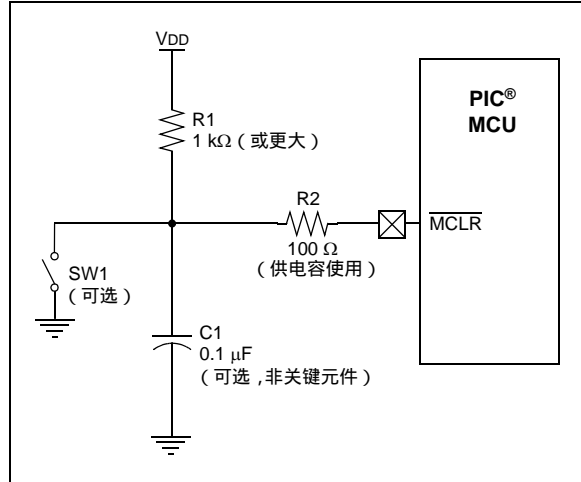 VDD
PIC®
MCU
R1
1 kΩ（或更大）
R2
MCLR
100 Ω
（供电容使用）
SW1
（可选）
C1
0.1 μF
（可选，非关键元件）